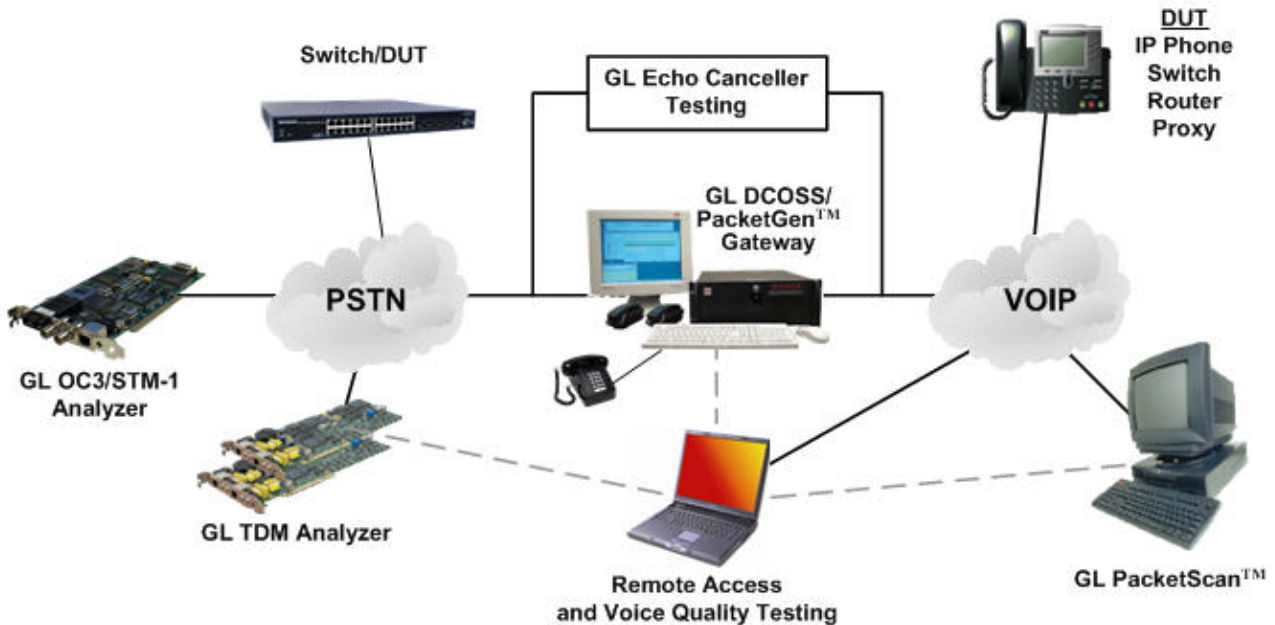 Switch/DUT
GL Echo Canceller
Testing
DUT
IP Phone
Switch
Router
Proxy
GL DCOSS/
PacketGen™
Gateway
PSTN
VOIP
GL OC3/STM-1
Analyzer
GL TDM Analyzer
Remote Access
and Voice Quality Testing
GL PacketScan™